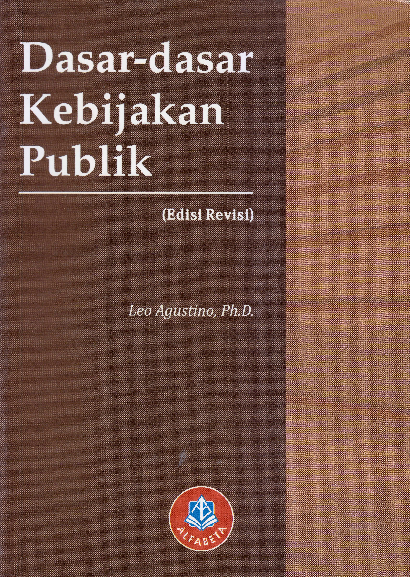 Dasar-dasar
Kebijakan
Publik
(Edisi Revisi)
Leo Agustino, Ph.D.
ALFABETA